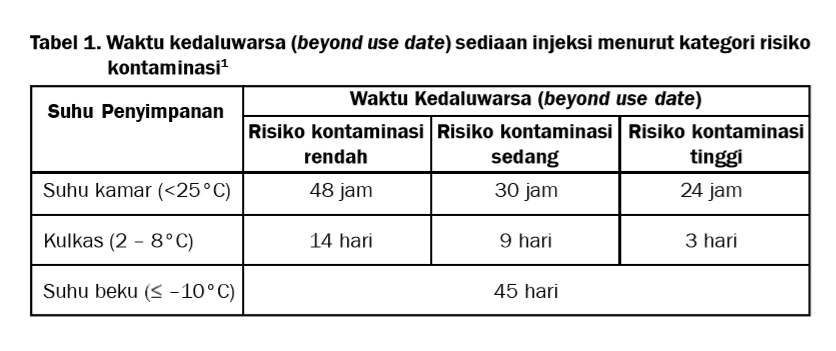 Tabel 1. Waktu kedaluwarsa (beyond use date) sediaan injeksi menurut kategori risiko
kontaminasi¹
Suhu Penyimpanan
Waktu Kedaluwarsa (beyond use date)
Risiko kontaminasi rendah
Risiko kontaminasi sedang
Risiko kontaminasi tinggi
Suhu kamar (<25°C) 48 jam 30 jam 24 jam
Kulkas (2 – 8°C) 14 hari 9 hari 3 hari
Suhu beku (≤ –10°C) 45 hari